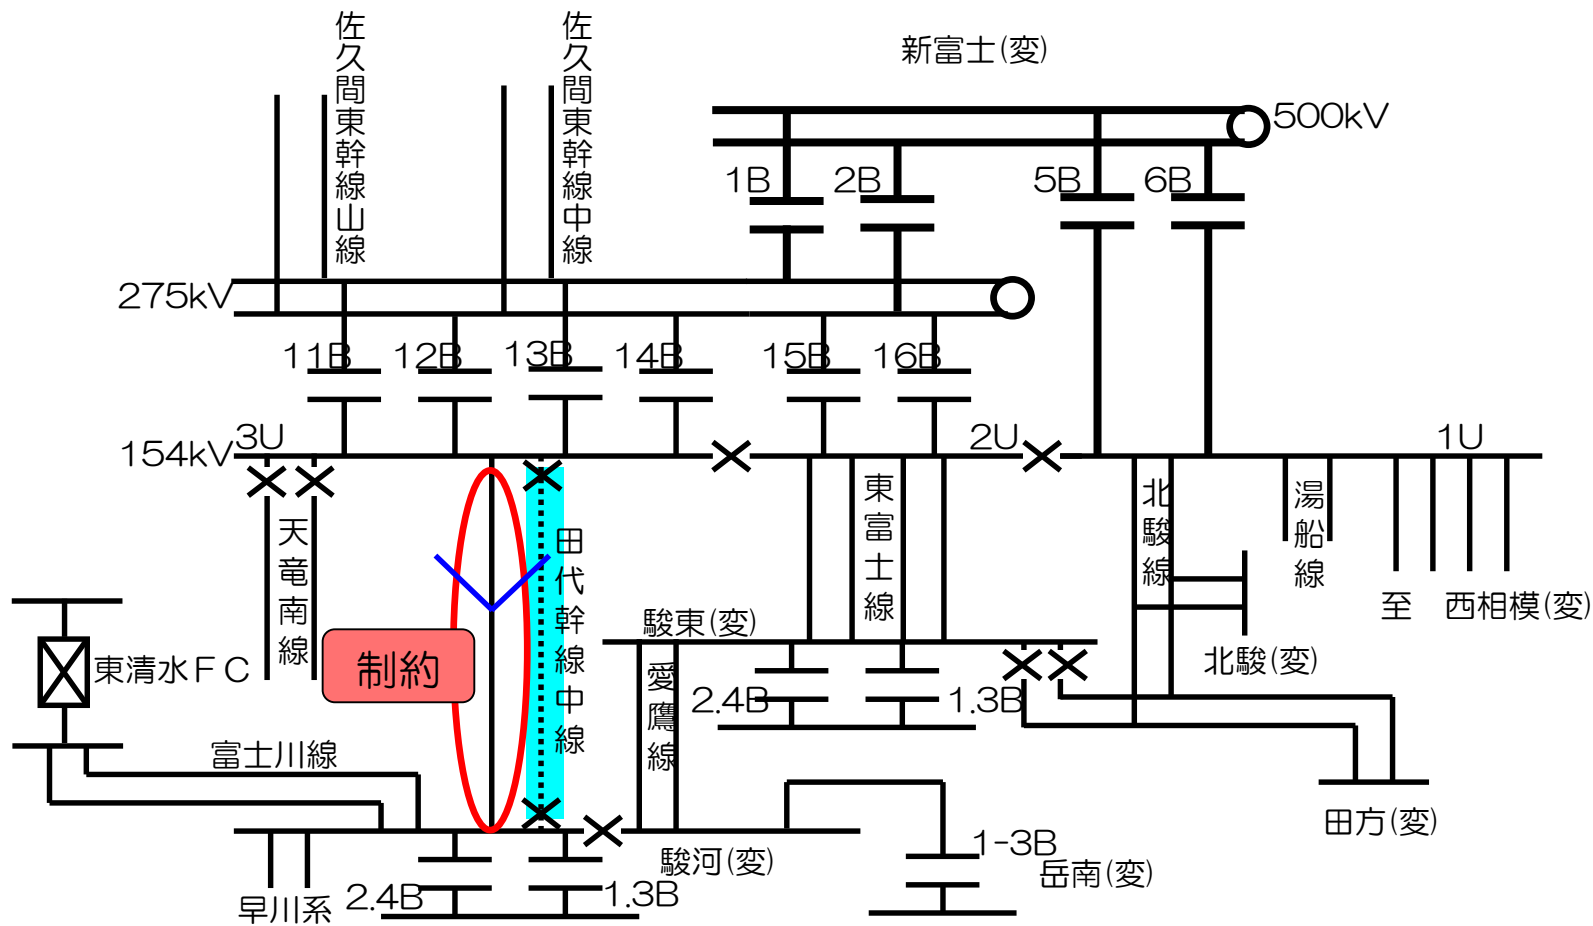 佐久間東幹線山線
佐久間東幹線中線
新富士(変)
500kV
1B
2B
5B
6B
275kV
11B
12B
13B
14B
15B
16B
154kV
3U
2U
1U
天竜南線
田代幹線中線
東富士線
北駿線
湯船線
至 西相模(変)
東清水FC
制約
駿東(変)
愛鷹線
2.4B
1.3B
北駿(変)
富士川線
田方(変)
駿河(変)
1-3B
岳南(変)
早川系
2.4B
1.3B